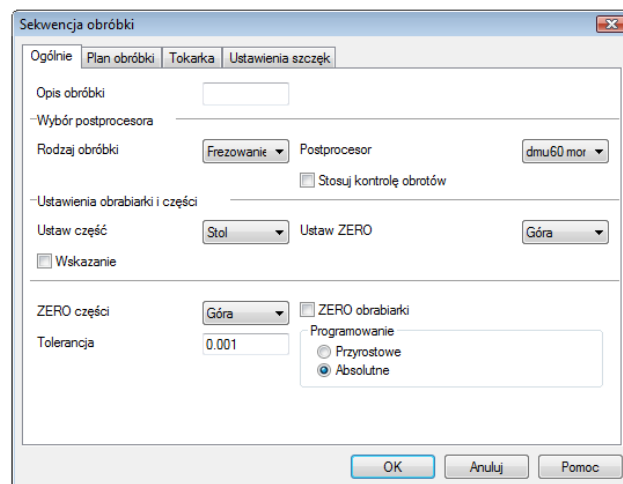 Sekwencja obróbki
Ogólnie Plan obróbki Tokarka Ustawienia szczęk
Opis obróbki
Wybór postprocesora
Rodzaj obróbki Frezowanie Postprocesor dmu60 mor
Stosuj kontrolę obrotów
Ustawienia obrabiarki i części
Ustaw część Stol Ustaw ZERO Góra
Wskazanie
ZERO części Góra ZERO obrabiarki
Programowanie
Tolerancja 0.001 Przyrostowe
Absolutne
OK Anuluj Pomoc